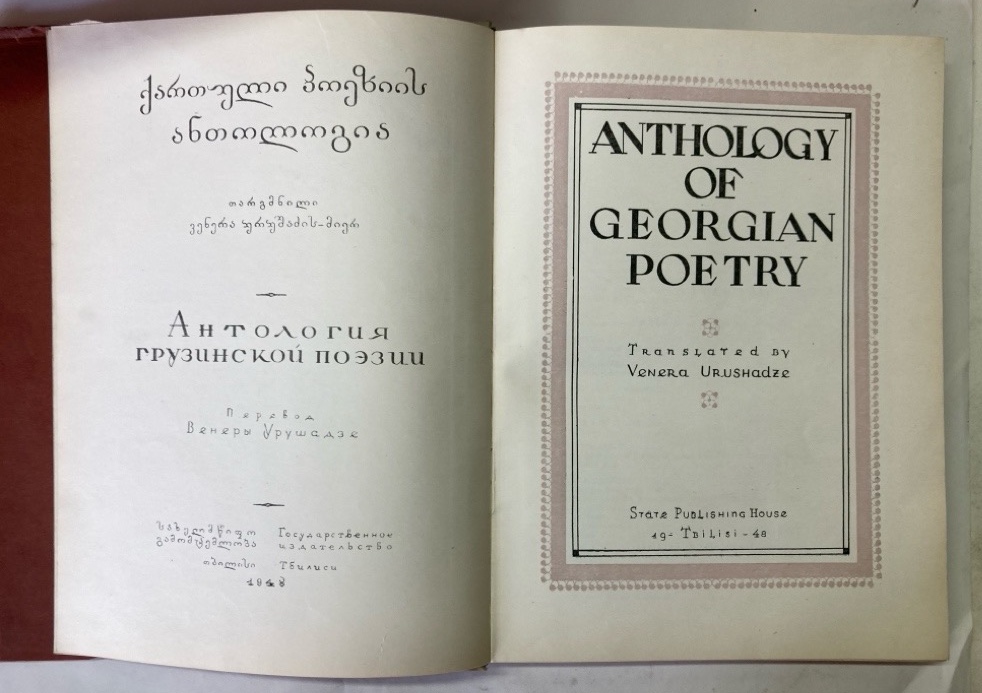 ქართული პოეზიის
ანთოლოგია
თარგმნილი
ვენერა ურუშაძის-მიერ
Антология
грузинской поэзии
Перевод
Венеры Урушадзе
სახელმწიფო
გამომცემლობა
Государственное
издательство
თბილისი Тбилиси
1948
ANTHOLOGY
OF
GEORGIAN
POETRY
Translated by
Venera Urushadze
State Publishing House
19 - Tbilisi - 48